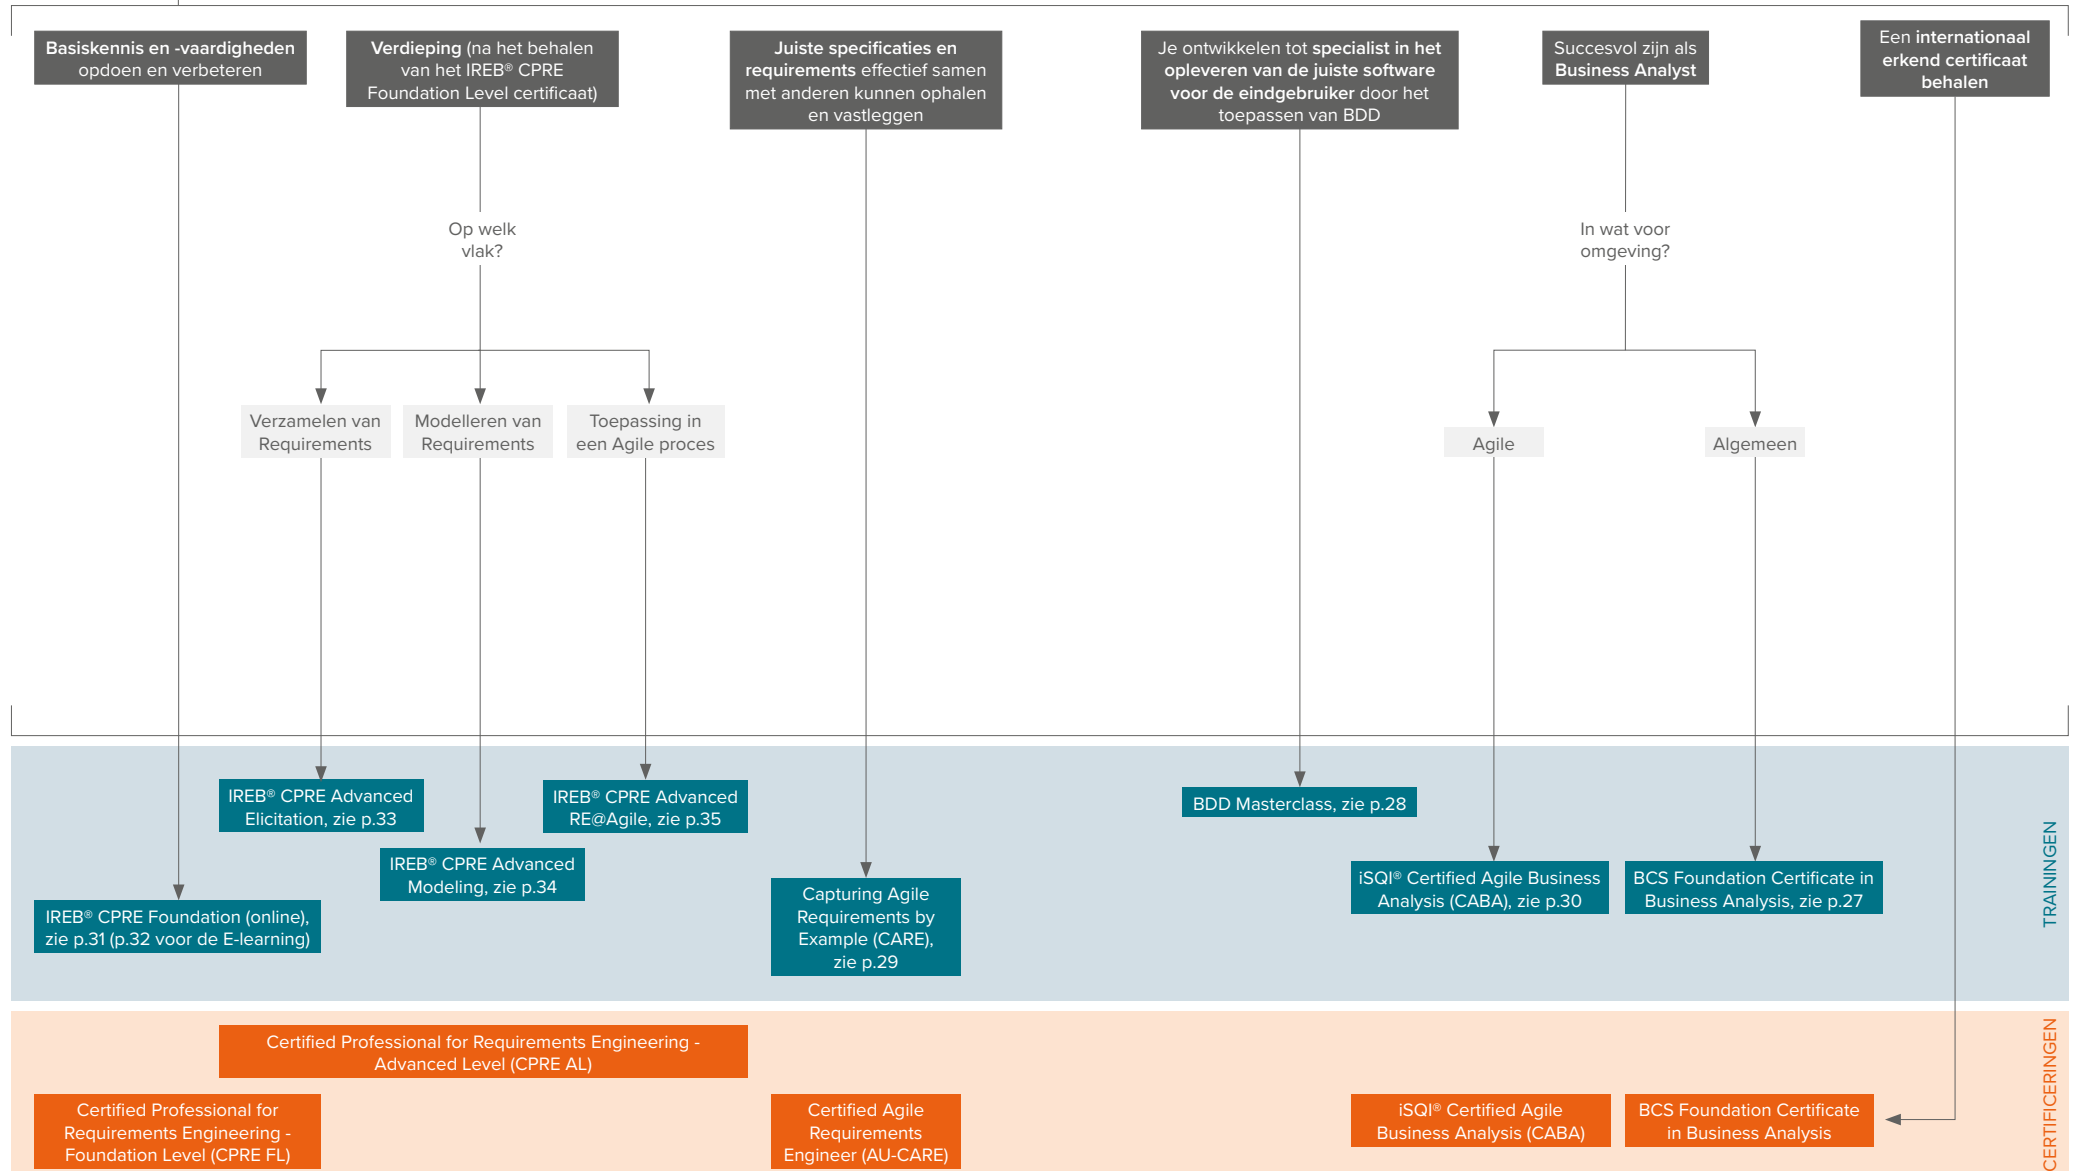 Basiskennis en -vaardigheden
opdoen en verbeteren
Verdieping (na het behalen
van het IREB® CPRE
Foundation Level certificaat)
Juiste specificaties en
requirements effectief samen
met anderen kunnen ophalen
en vastleggen
Je ontwikkelen tot specialist in het
opleveren van de juiste software
voor de eindgebruiker door het
toepassen van BDD
Succesvol zijn als
Business Analyst
Een internationaal
erkend certificaat
behalen
Op welk
vlak?
In wat voor
omgeving?
Verzamelen van
Requirements
Modelleren van
Requirements
Toepassing in
een Agile proces
Agile
Algemeen
IREB® CPRE Advanced
Elicitation, zie p.33
IREB® CPRE Advanced
RE@Agile, zie p.35
BDD Masterclass, zie p.28
IREB® CPRE Advanced
Modeling, zie p.34
IREB® CPRE Foundation (online),
zie p.31 (p.32 voor de E-learning)
Capturing Agile
Requirements by
Example (CARE),
zie p.29
iSQI® Certified Agile Business
Analysis (CABA), zie p.30
BCS Foundation Certificate in
Business Analysis, zie p.27
TRAININGEN
Certified Professional for Requirements Engineering -
Advanced Level (CPRE AL)
Certified Professional for
Requirements Engineering -
Foundation Level (CPRE FL)
Certified Agile
Requirements
Engineer (AU-CARE)
iSQI® Certified Agile
Business Analysis (CABA)
BCS Foundation Certificate
in Business Analysis
CERTIFICERINGEN